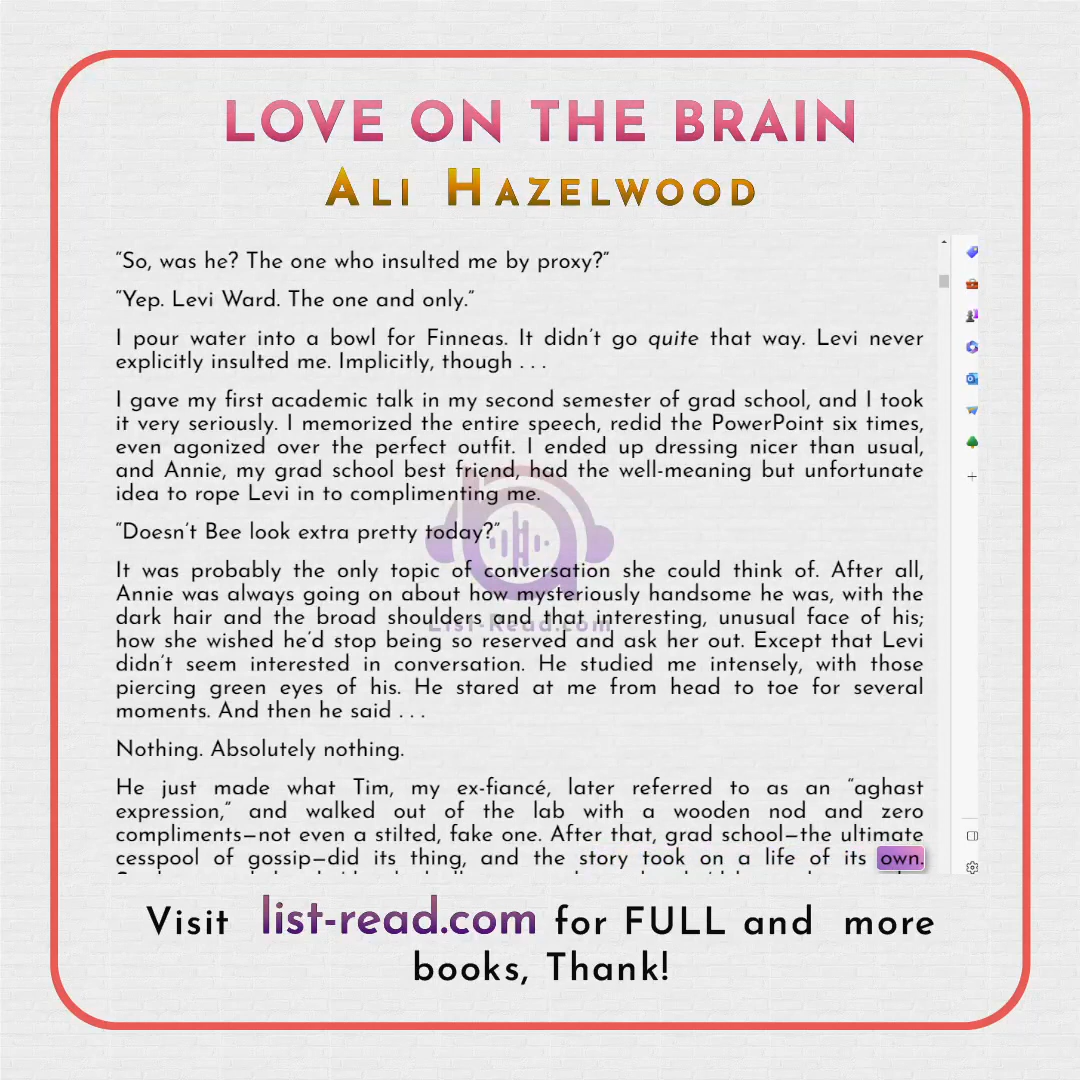 LOVE ON THE BRAIN
ALI HAZELWOOD
“So, was he? The one who insulted me by proxy?”
“Yep. Levi Ward. The one and only.”
I pour water into a bowl for Finneas. It didn’t go quite that way. Levi never
explicitly insulted me. Implicitly, though . . .
I gave my first academic talk in my second semester of grad school, and I took
it very seriously. I memorized the entire speech, redid the PowerPoint six times,
even agonized over the perfect outfit. I ended up dressing nicer than usual,
and Annie, my grad school best friend, had the well-meaning but unfortunate
idea to rope Levi in to complimenting me.
“Doesn’t Bee look extra pretty today?”
It was probably the only topic of conversation she could think of. After all,
Annie was always going on about how mysteriously handsome he was, with the
dark hair and the broad shoulders and that interesting, unusual face of his;
how she wished he’d stop being so reserved and ask her out. Except that Levi
didn’t seem interested in conversation. He studied me intensely, with those
piercing green eyes of his. He stared at me from head to toe for several
moments. And then he said . . .
Nothing. Absolutely nothing.
He just made what Tim, my ex-fiancé, later referred to as an “aghast
expression,” and walked out of the lab with a wooden nod and zero
compliments—not even a stilted, fake one. After that, grad school—the ultimate
cesspool of gossip—did its thing, and the story took on a life of its own.
List-Read.com
Visit list-read.com for FULL and more
books, Thank!